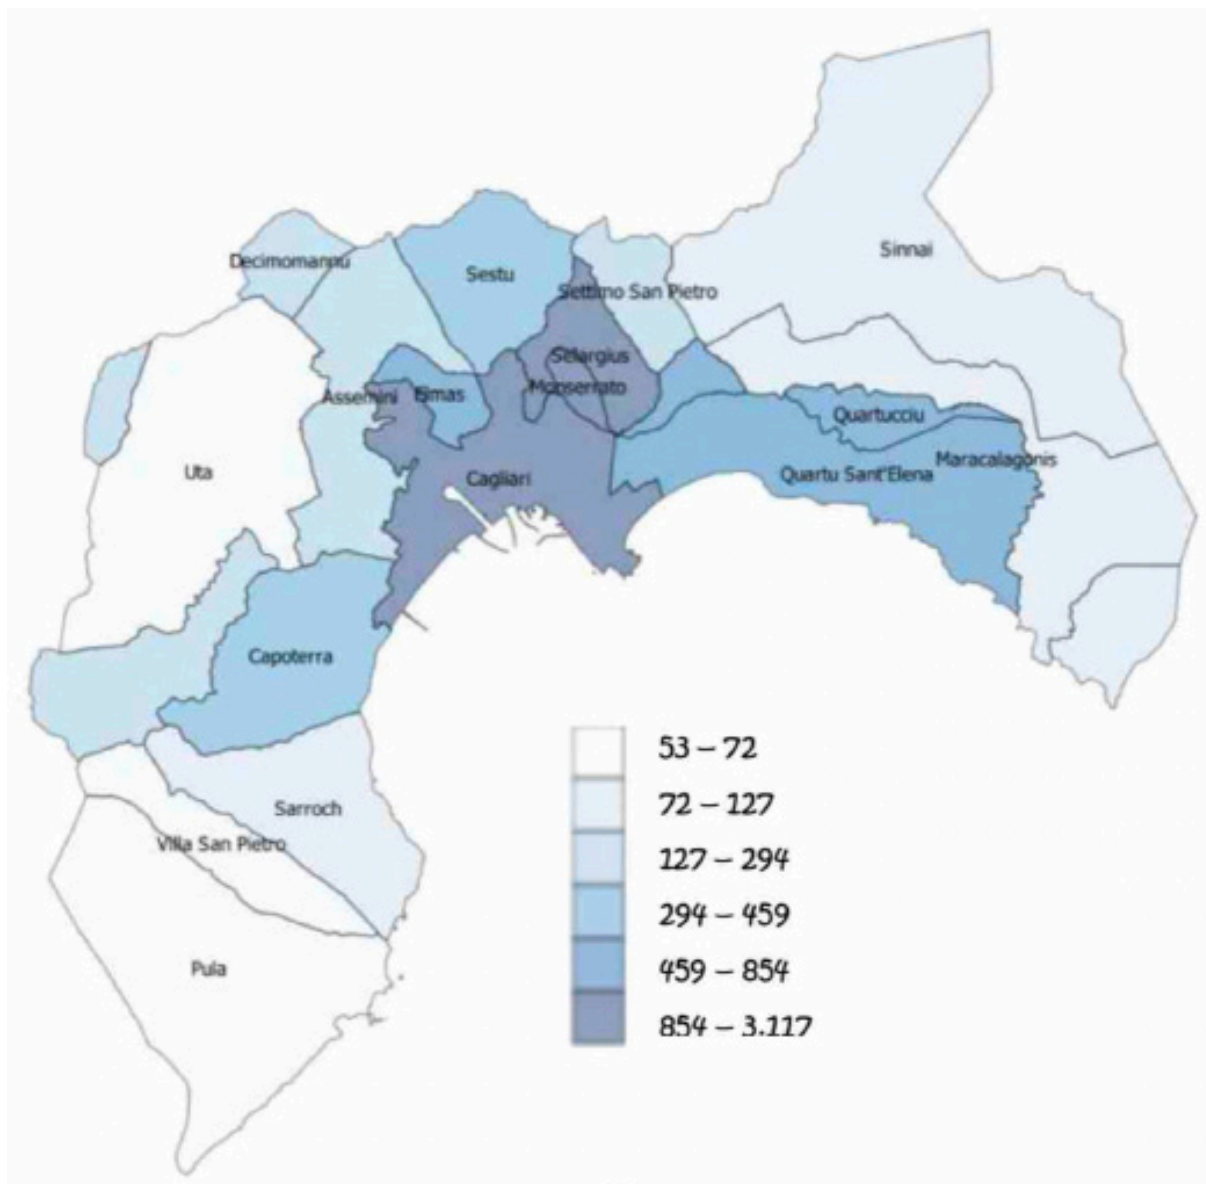 Sinnai
Decimomannu
Sestu
Settimo San Pietro
Selargius
Monserrato
Assemini
Elmas
Quartucciu
Maracalagonis
Uta
Cagliari
Quartu Sant'Elena
Capoterra
Sarroch
Villa San Pietro
Pula
53 – 72
72 – 127
127 – 294
294 – 459
459 – 854
854 – 3.117